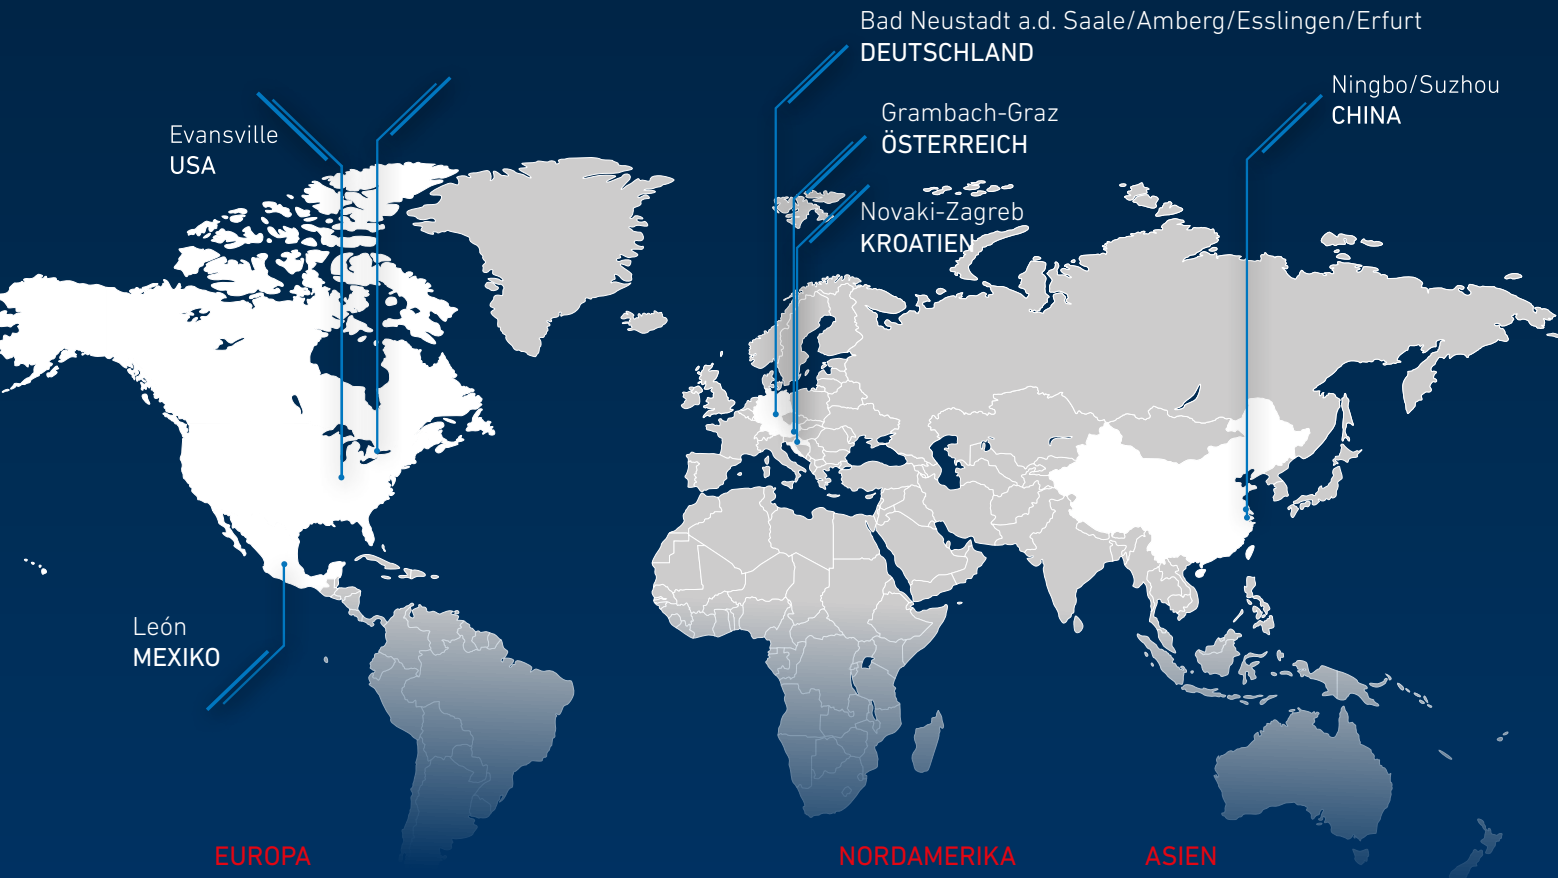 Bad Neustadt a.d. Saale/Amberg/Esslingen/Erfurt
DEUTSCHLAND
Ningbo/Suzhou
CHINA
Grambach-Graz
ÖSTERREICH
Evansville
USA
Novaki-Zagreb
KROATIEN
León
MEXIKO
EUROPA
NORDAMERIKA
ASIEN